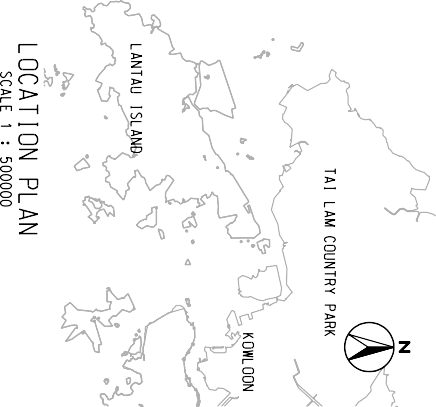 N
TAI LAM COUNTRY PARK
KOWLOON
LANTAU ISLAND
LOCATION PLAN
SCALE 1 : 500000